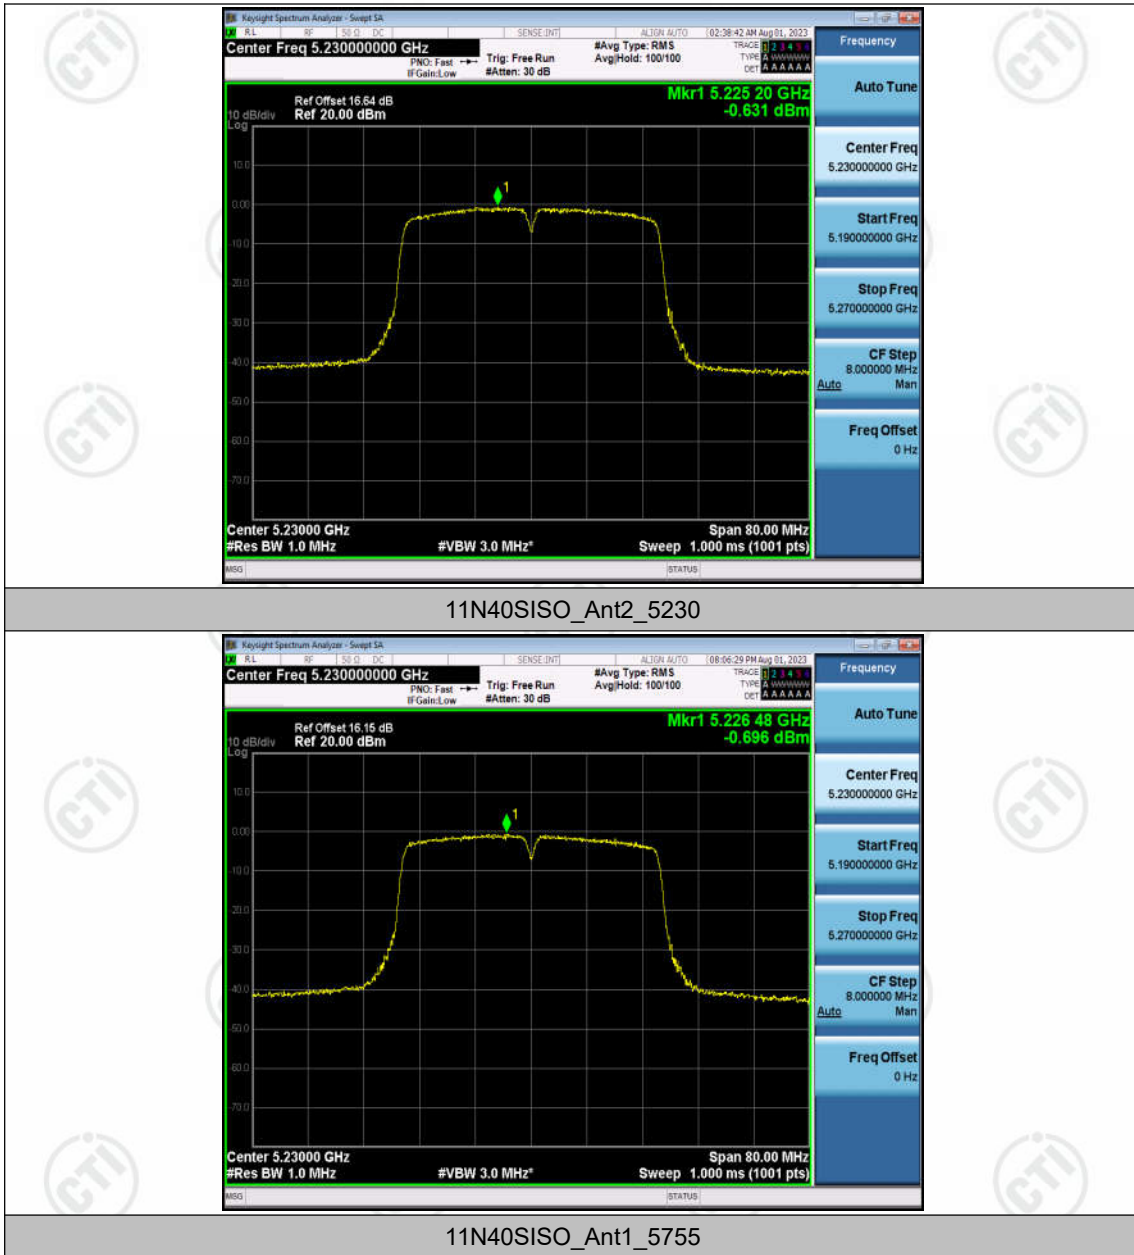 Keysight Spectrum Analyzer - Swept SA
RL RF 50 Ω DC SENSE:INT ALIGN AUTO 02:38:42 AM Aug 01, 2023
Center Freq 5.230000000 GHz
PNO: Fast
IFGain:Low
Trig: Free Run
#Atten: 30 dB
#Avg Type: RMS
Avg|Hold: 100/100
TRACE 1 2 3 4 5 6
TYPE A WWWWW
DET A A A A A A
Frequency
Mkr1 5.225 20 GHz
-0.631 dBm
Ref Offset 16.64 dB
10 dB/div Ref 20.00 dBm
Log
10.0
0.00
-10.0
-20.0
-30.0
-40.0
-50.0
-60.0
-70.0
1
Center 5.23000 GHz Span 80.00 MHz
#Res BW 1.0 MHz #VBW 3.0 MHz* Sweep 1.000 ms (1001 pts)
MSG STATUS
Auto Tune
Center Freq
5.230000000 GHz
Start Freq
5.190000000 GHz
Stop Freq
5.270000000 GHz
CF Step
8.000000 MHz
Auto Man
Freq Offset
0 Hz
11N40SISO_Ant2_5230
Keysight Spectrum Analyzer - Swept SA
RL RF 50 Ω DC SENSE:INT ALIGN AUTO 08:06:29 PM Aug 01, 2023
Center Freq 5.230000000 GHz
PNO: Fast
IFGain:Low
Trig: Free Run
#Atten: 30 dB
#Avg Type: RMS
Avg|Hold: 100/100
TRACE 1 2 3 4 5 6
TYPE A WWWWW
DET A A A A A A
Frequency
Mkr1 5.226 48 GHz
-0.696 dBm
Ref Offset 16.15 dB
10 dB/div Ref 20.00 dBm
Log
10.0
0.00
-10.0
-20.0
-30.0
-40.0
-50.0
-60.0
-70.0
1
Center 5.23000 GHz Span 80.00 MHz
#Res BW 1.0 MHz #VBW 3.0 MHz* Sweep 1.000 ms (1001 pts)
MSG STATUS
Auto Tune
Center Freq
5.230000000 GHz
Start Freq
5.190000000 GHz
Stop Freq
5.270000000 GHz
CF Step
8.000000 MHz
Auto Man
Freq Offset
0 Hz
11N40SISO_Ant1_5755
CTI
CTI
CTI
CTI
CTI
CTI
CTI
CTI